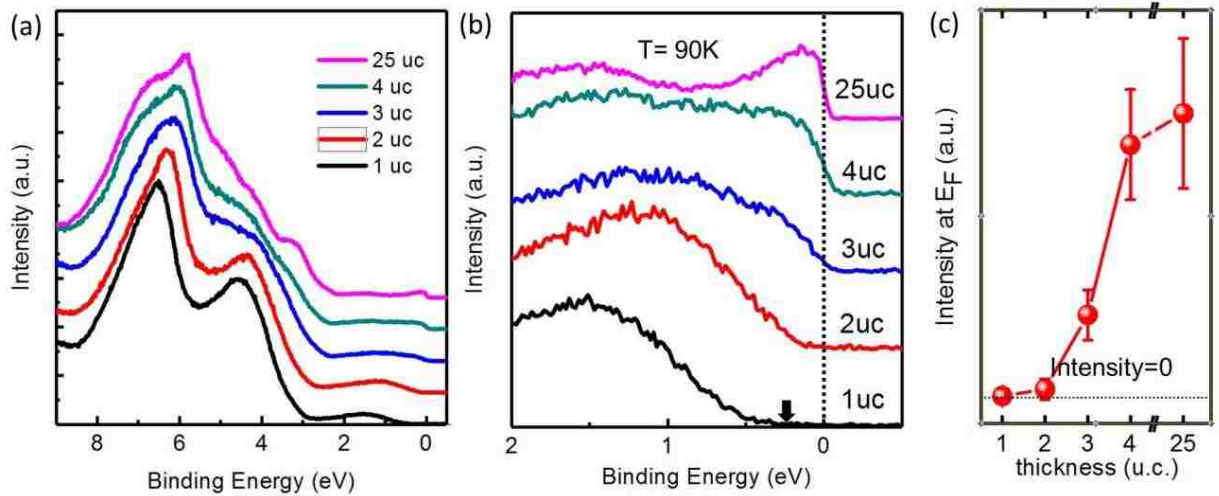 (a)
25 uc
4 uc
3 uc
2 uc
1 uc
Intensity (a.u.)
8 6 4 2 0
Binding Energy (eV)
(b)
T= 90K
25uc
4uc
3uc
2uc
1uc
Intensity (a.u.)
2 1 0
Binding Energy (eV)
(c)
Intensity at EF (a.u.)
Intensity=0
1 2 3 4 25
thickness (u.c.)